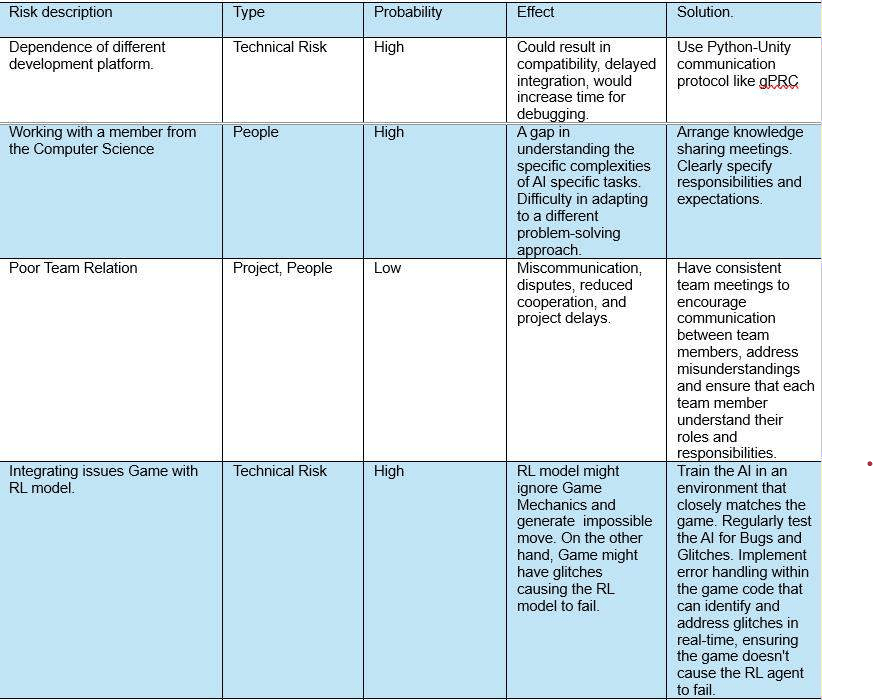 Risk description
Type
Probability
Effect
Solution.
Dependence of different
development platform.
Technical Risk
High
Could result in
compatibility, delayed
integration, would
increase time for
debugging.
Use Python-Unity
communication
protocol like gPRC
Working with a member from
the Computer Science
People
High
A gap in
understanding the
specific complexities
of AI specific tasks.
Difficulty in adapting
to a different
problem-solving
approach.
Arrange knowledge
sharing meetings.
Clearly specify
responsibilities and
expectations.
Poor Team Relation
Project, People
Low
Miscommunication,
disputes, reduced
cooperation, and
project delays.
Have consistent
team meetings to
encourage
communication
between team
members, address
misunderstandings
and ensure that each
team member
understand their
roles and
responsibilities.
Integrating issues Game with
RL model.
Technical Risk
High
RL model might
ignore Game
Mechanics and
generate  impossible
move. On the other
hand, Game might
have glitches
causing the RL
model to fail.
Train the AI in an
environment that
closely matches the
game. Regularly test
the AI for Bugs and
Glitches. Implement
error handling within
the game code that
can identify and
address glitches in
real-time, ensuring
the game doesn't
cause the RL agent
to fail.